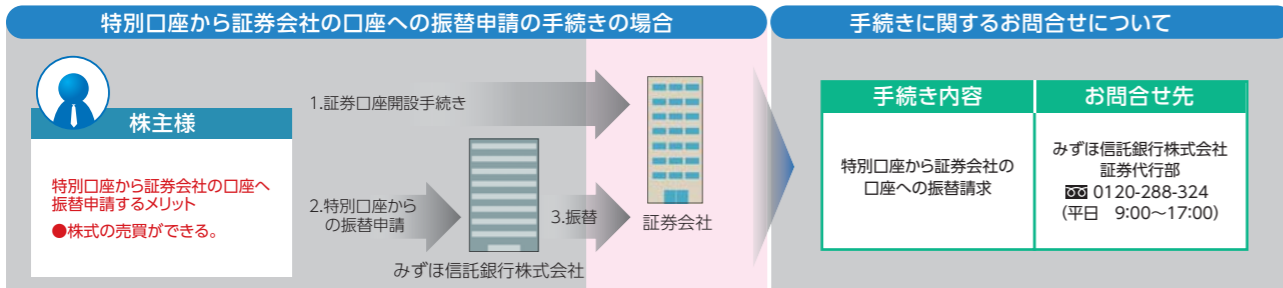 特別口座から証券会社の口座への振替申請の手続きの場合
株主様
特別口座から証券会社の口座へ
振替申請するメリット
●株式の売買ができる。
1.証券口座開設手続き
2.特別口座から
の振替申請
みずほ信託銀行株式会社
3.振替
証券会社
手続きに関するお問合せについて
手続き内容
お問合せ先
特別口座から証券会社の
口座への振替請求
みずほ信託銀行株式会社
証券代行部
0120-288-324
(平日 9:00〜17:00)